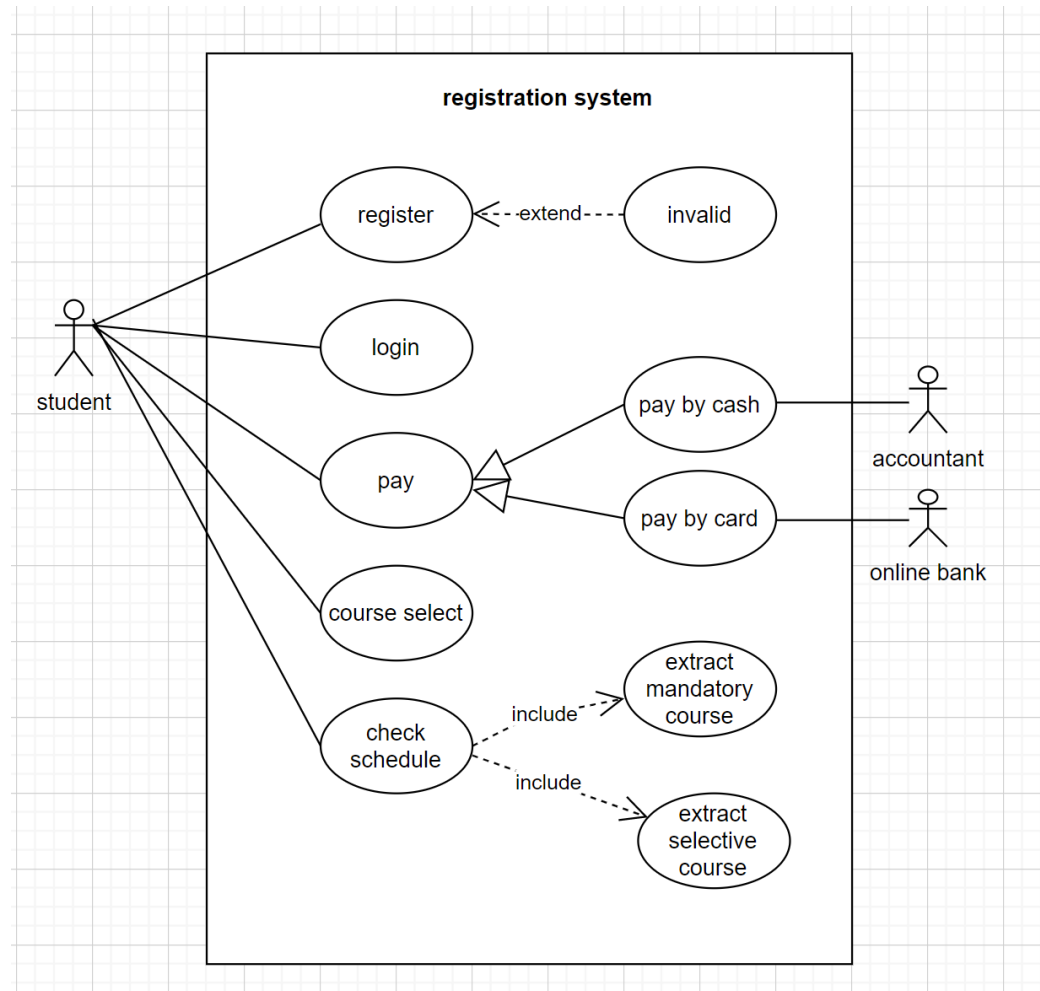 registration system
register
extend
invalid
login
student
pay by cash
accountant
pay
pay by card
online bank
course select
extract
mandatory
course
include
check
schedule
include
extract
selective
course